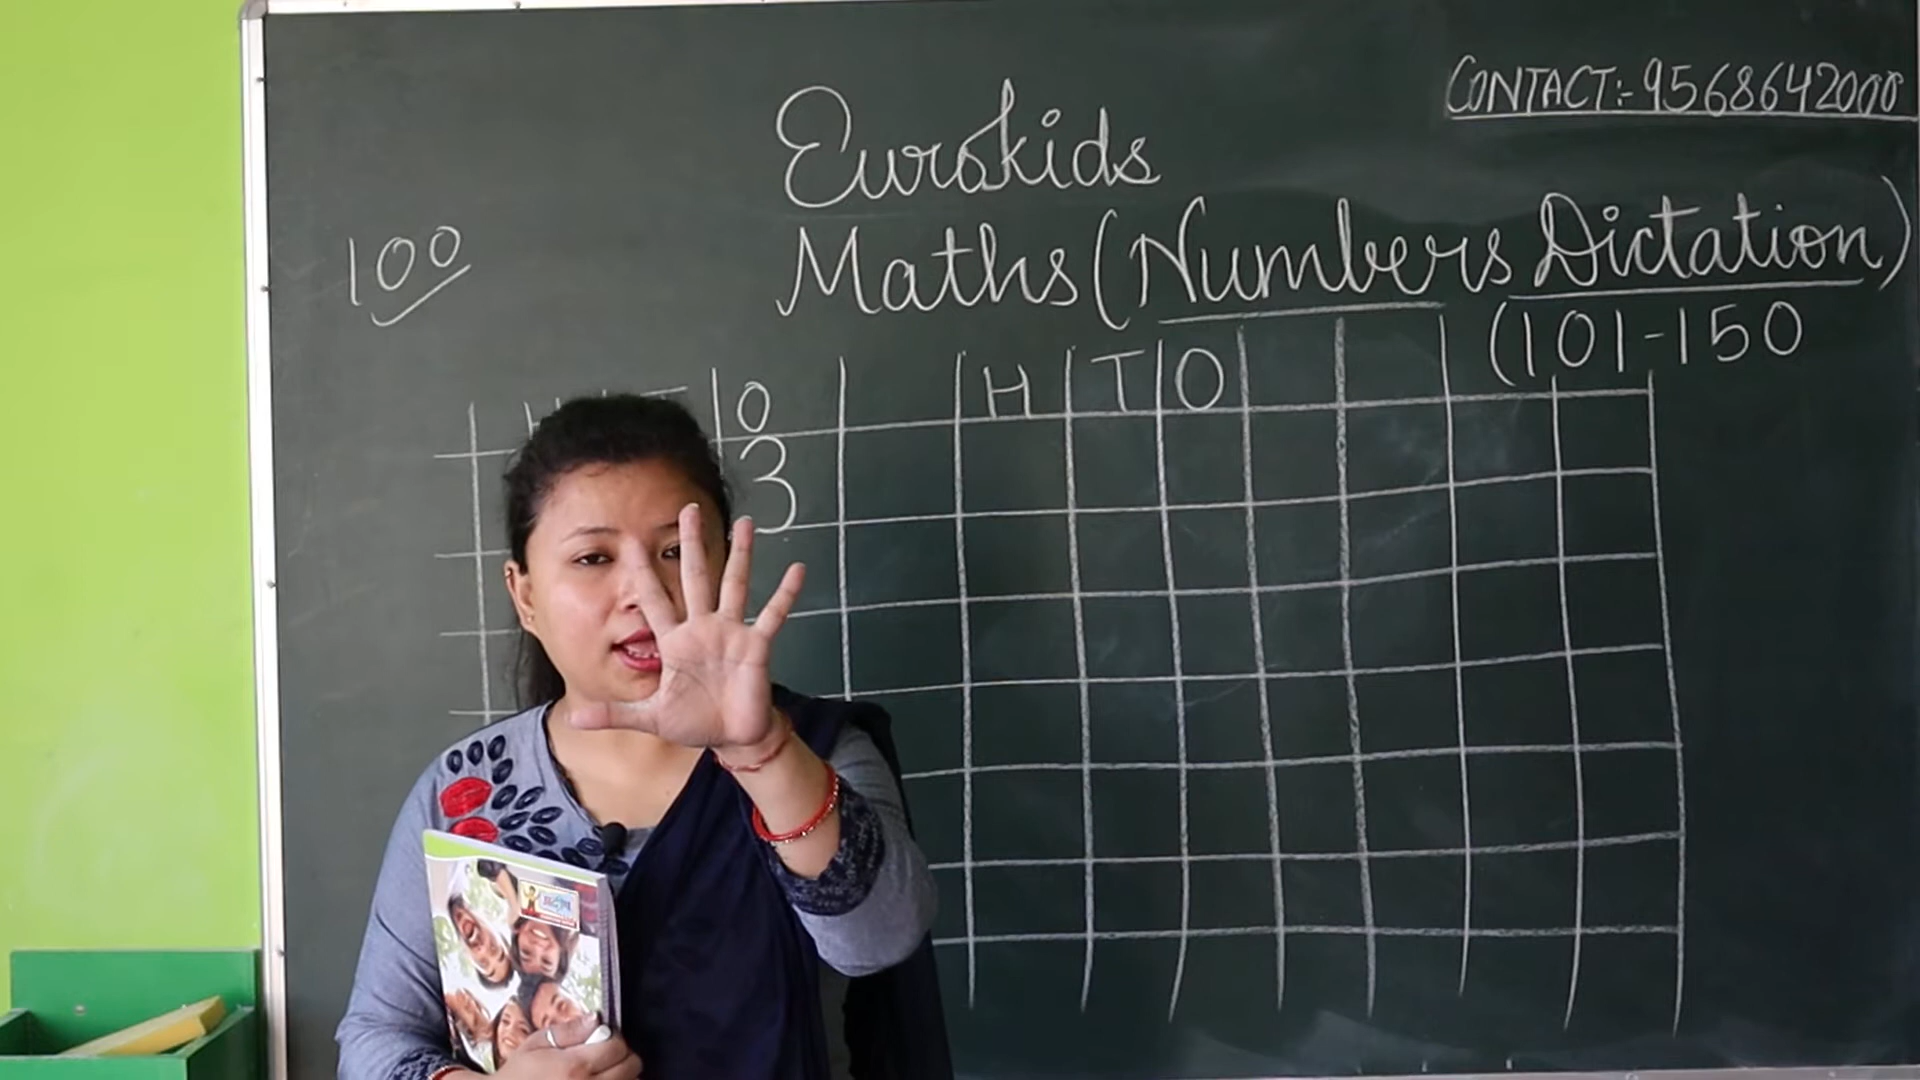 CONTACT:-9568642000
Eurokids
100
Maths (Numbers Dictation)
(101-150
O H T O
3